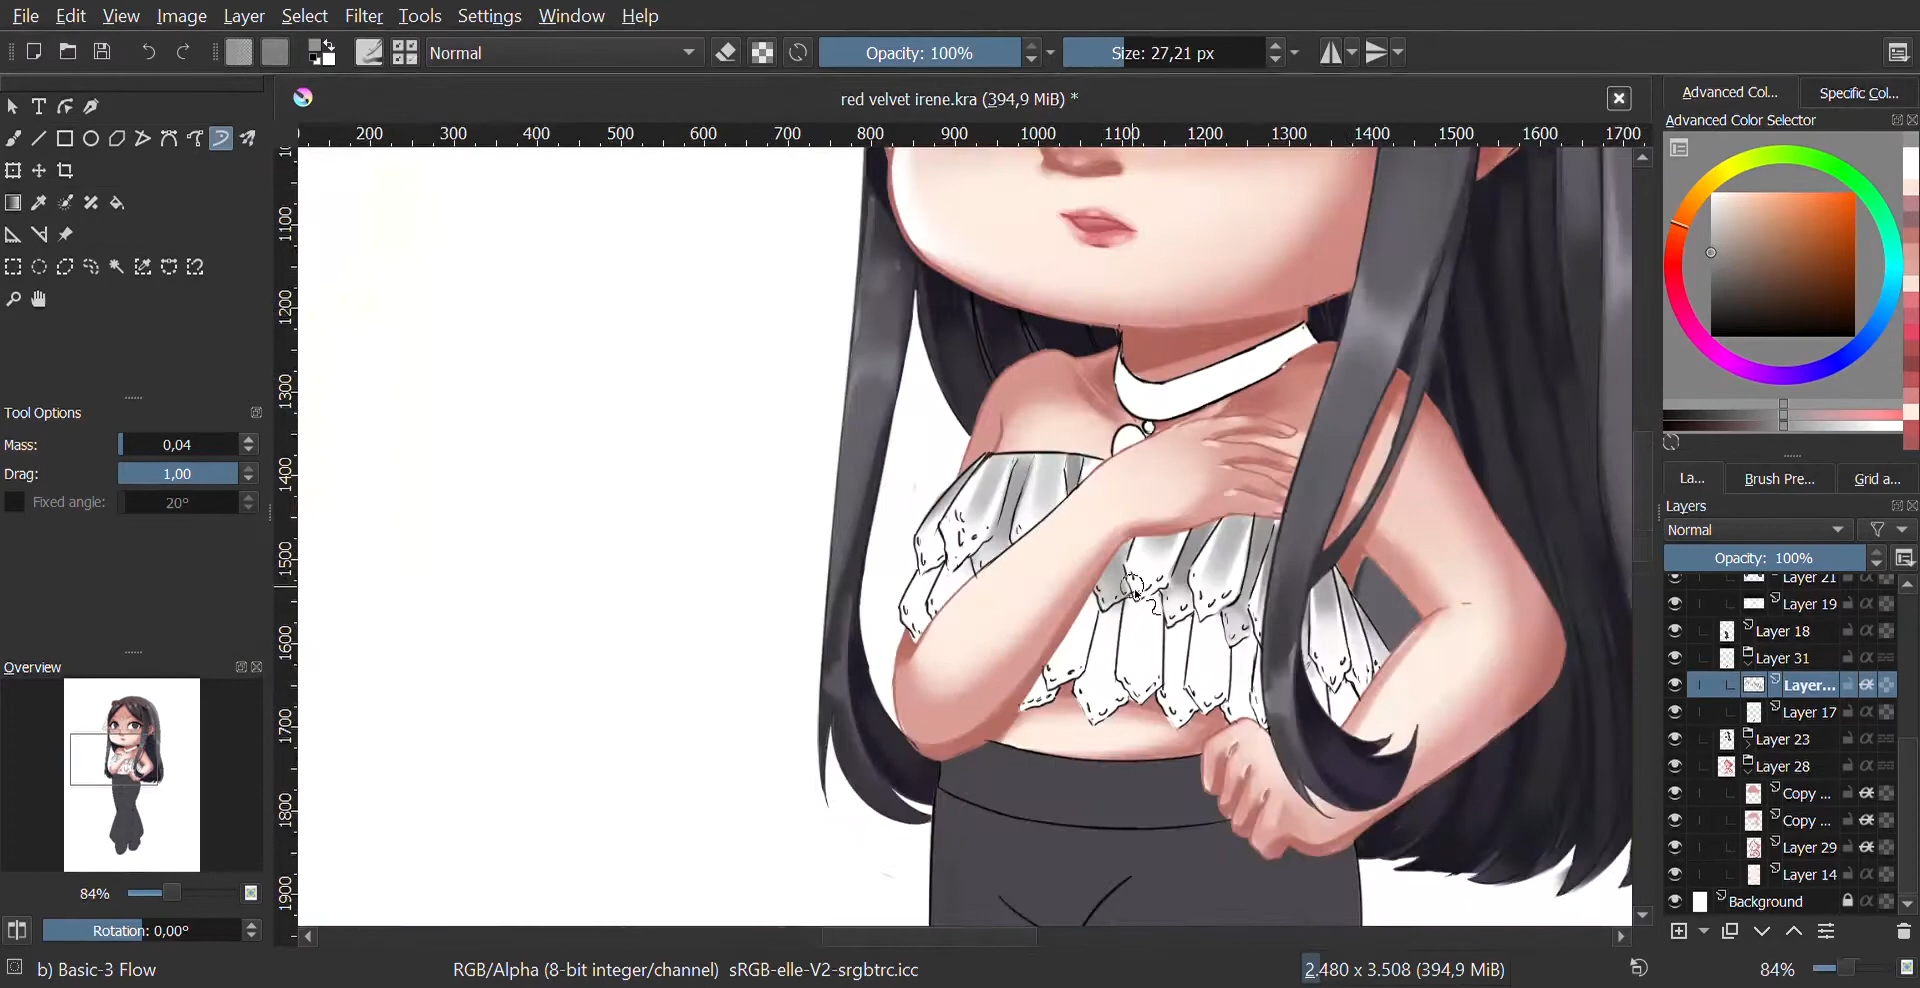 File Edit View Image Layer Select Filter Tools Settings Window Help
Normal Opacity: 100% Size: 27,21 px
red velvet irene.kra (394,9 MiB) *
Advanced Col... Specific Col...
Advanced Color Selector
200 300 400 500 600 700 800 900 1000 1100 1200 1300 1400 1500 1600 1700
1100
1200
1300
1400
1500
1600
1700
1800
1900
Tool Options
Mass: 0,04
Drag: 1,00
Fixed angle: 20°
Overview
84%
Rotation: 0,00°
La... Brush Pre... Grid a...
Layers
Normal
Opacity: 100%
Layer 21
Layer 19
Layer 18
Layer 31
Layer...
Layer 17
Layer 23
Layer 28
Copy ...
Copy ...
Layer 29
Layer 14
Background
b) Basic-3 Flow RGB/Alpha (8-bit integer/channel) sRGB-elle-V2-srgbtrc.icc 2.480 x 3.508 (394,9 MiB) 84%